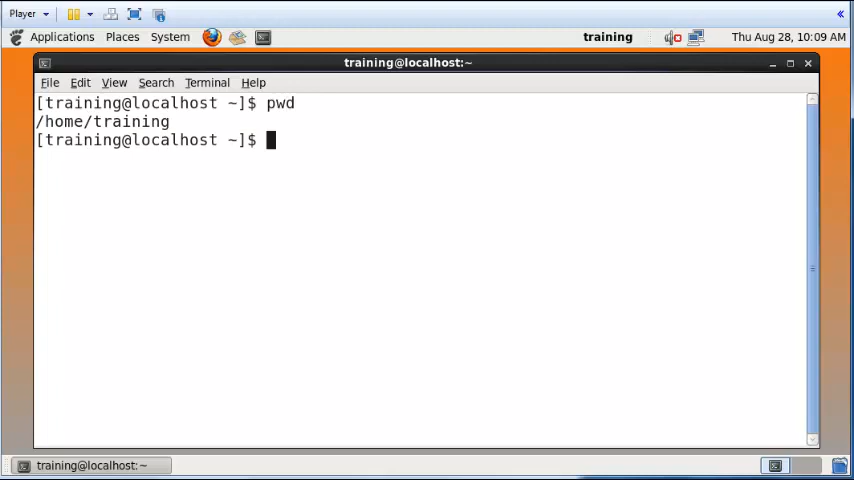 Player
Applications Places System training Thu Aug 28, 10:09 AM
training@localhost:~
File Edit View Search Terminal Help
[training@localhost ~]$ pwd
/home/training
[training@localhost ~]$
training@localhost:~